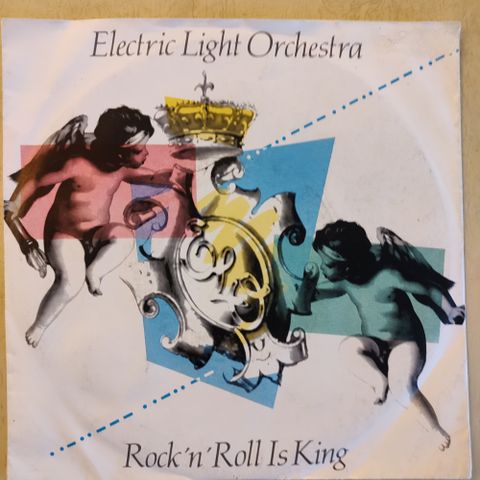 Electric Light Orchestra
Rock 'n' Roll Is King